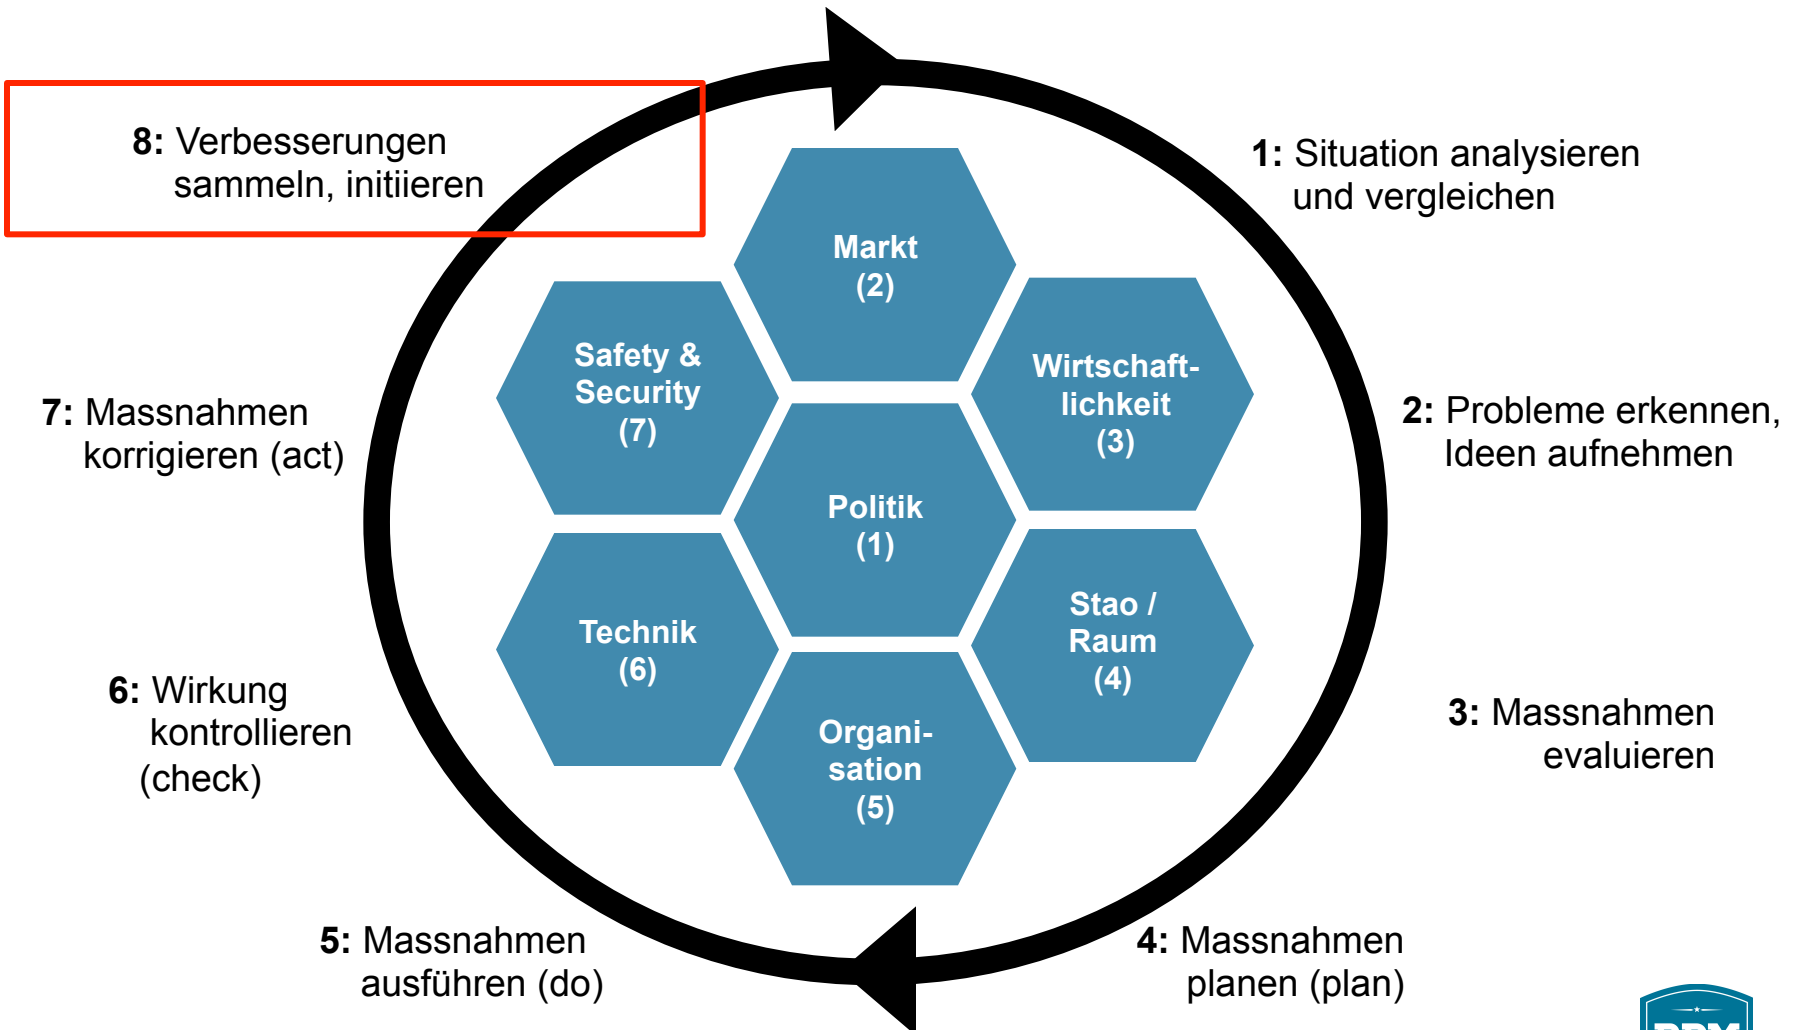 8: Verbesserungen
sammeln, initiieren
1: Situation analysieren
und vergleichen
Markt
(2)
Safety &
Security
(7)
Wirtschaft-
lichkeit
(3)
7: Massnahmen
korrigieren (act)
2: Probleme erkennen,
Ideen aufnehmen
Politik
(1)
Technik
(6)
Stao /
Raum
(4)
6: Wirkung
kontrollieren
(check)
3: Massnahmen
evaluieren
Organi-
sation
(5)
5: Massnahmen
ausführen (do)
4: Massnahmen
planen (plan)